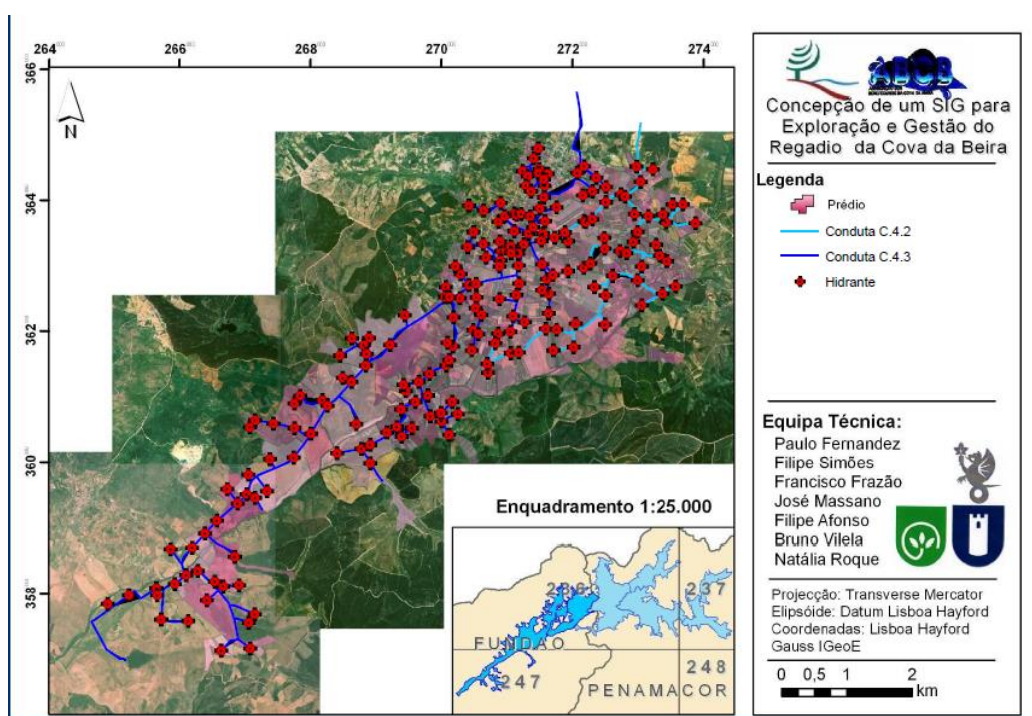 264
266
268
270
272
274
366
364
362
360
358
N
ABCB
Concepção de um SIG para
Exploração e Gestão do
Regadio da Cova da Beira
Legenda
Prédio
Conduta C.4.2
Conduta C.4.3
Hidrante
Equipa Técnica:
Paulo Fernandez
Filipe Simões
Francisco Frazão
José Massano
Filipe Afonso
Bruno Vilela
Natália Roque
Enquadramento 1:25.000
236
237
FUNDÃO
247
248
PENAMACOR
Projecção: Transverse Mercator
Elipsóide: Datum Lisboa Hayford
Coordenadas: Lisboa Hayford
Gauss IGeoE
0 0,5 1 2
km